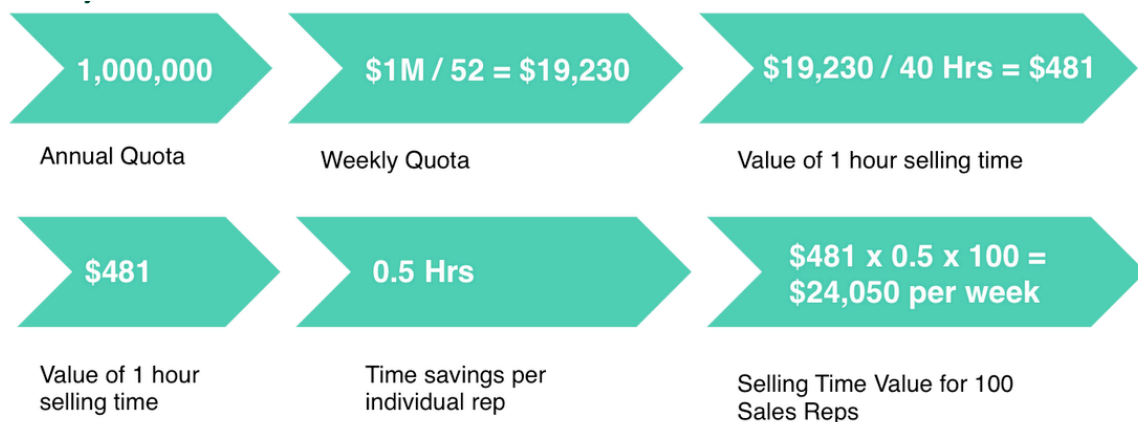 1,000,000
$1M / 52 = $19,230
$19,230 / 40 Hrs = $481
Annual Quota
Weekly Quota
Value of 1 hour selling time
$481
0.5 Hrs
$481 x 0.5 x 100 =
$24,050 per week
Value of 1 hour
selling time
Time savings per
individual rep
Selling Time Value for 100
Sales Reps